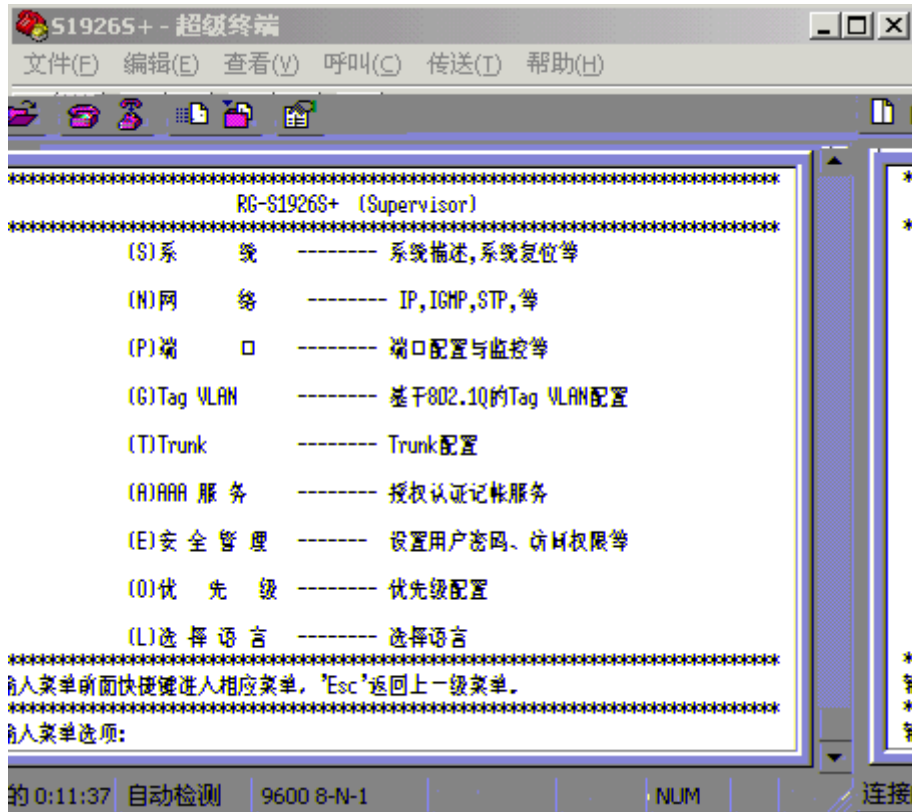 S1926S+ - 超级终端
文件(F) 编辑(E) 查看(V) 呼叫(C) 传送(T) 帮助(H)
*******************************************************************************
RG-S1926S+ (Supervisor)
*******************************************************************************
(S)系 统 -------- 系统描述,系统复位等
(N)网 络 -------- IP,IGMP,STP,等
(P)端 口 -------- 端口配置与监控等
(G)Tag VLAN -------- 基于802.1Q的Tag VLAN配置
(T)Trunk -------- Trunk配置
(A)AAA 服 务 -------- 授权认证记帐服务
(E)安 全 管 理 ------- 设置用户密码、访问权限等
(O)优 先 级 -------- 优先级配置
(L)选 择 语 言 -------- 选择语言
*******************************************************************************
输入菜单前面快捷键进入相应菜单,'Esc'返回上一级菜单.
*******************************************************************************
输入菜单选项:
的 0:11:37 自动检测 9600 8-N-1 NUM 连接